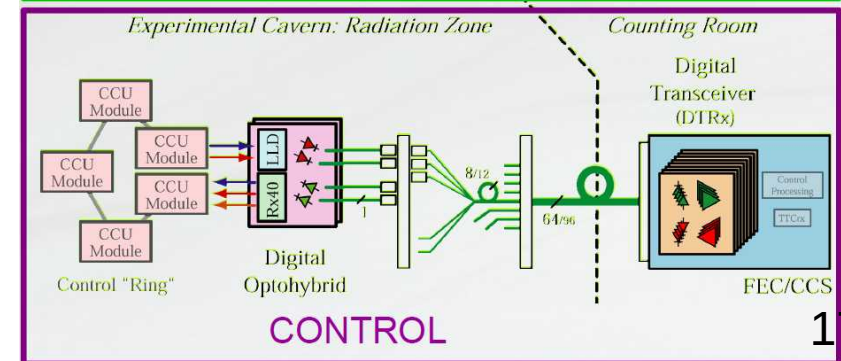 Experimental Cavern: Radiation Zone
Counting Room
Digital
Transceiver
(DTRx)
CCU
Module
CCU
Module
CCU
Module
CCU
Module
CCU
Module
LLD
Rx40
1
8/12
64/96
Control
Processing
TTCrx
Control "Ring"
Digital
Optohybrid
FEC/CCS
CONTROL
1